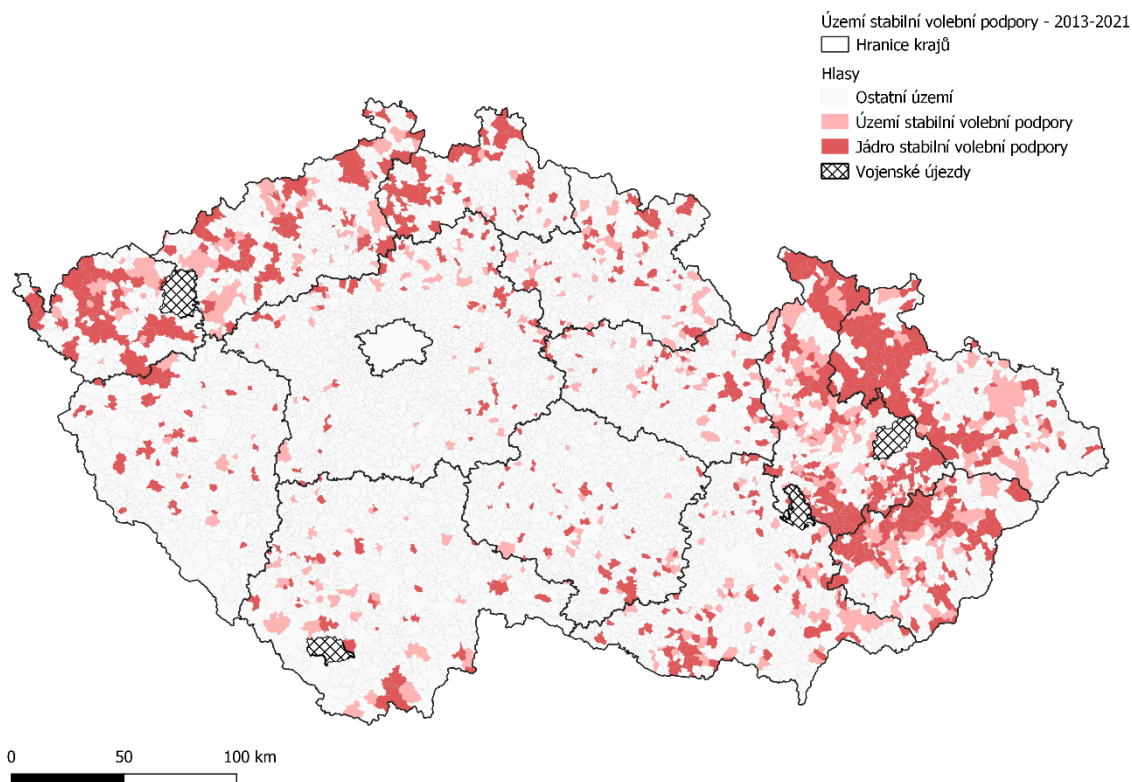 Území stabilní volební podpory - 2013-2021
Hranice krajů
Hlasy
Ostatní území
Území stabilní volební podpory
Jádro stabilní volební podpory
Vojenské újezdy
0 50 100 km